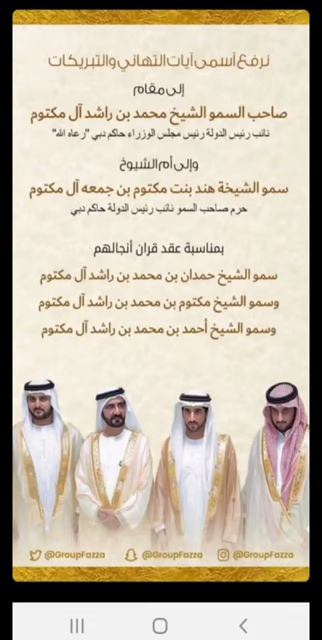 نرفع أسمى آيات التهاني والتبريكات
إلى مقام
صاحب السمو الشيخ محمد بن راشد آل مكتوم
نائب رئيس الدولة رئيس مجلس الوزراء حاكم دبي "رعاه الله"
وإلى أم الشيوخ
سمو الشيخة هند بنت مكتوم بن جمعه آل مكتوم
حرم صاحب السمو نائب رئيس الدولة حاكم دبي
بمناسبة عقد قران أنجالهم
سمو الشيخ حمدان بن محمد بن راشد آل مكتوم
وسمو الشيخ مكتوم بن محمد بن راشد آل مكتوم
وسمو الشيخ أحمد بن محمد بن راشد آل مكتوم
@GroupFazza @GroupFazza @GroupFazza